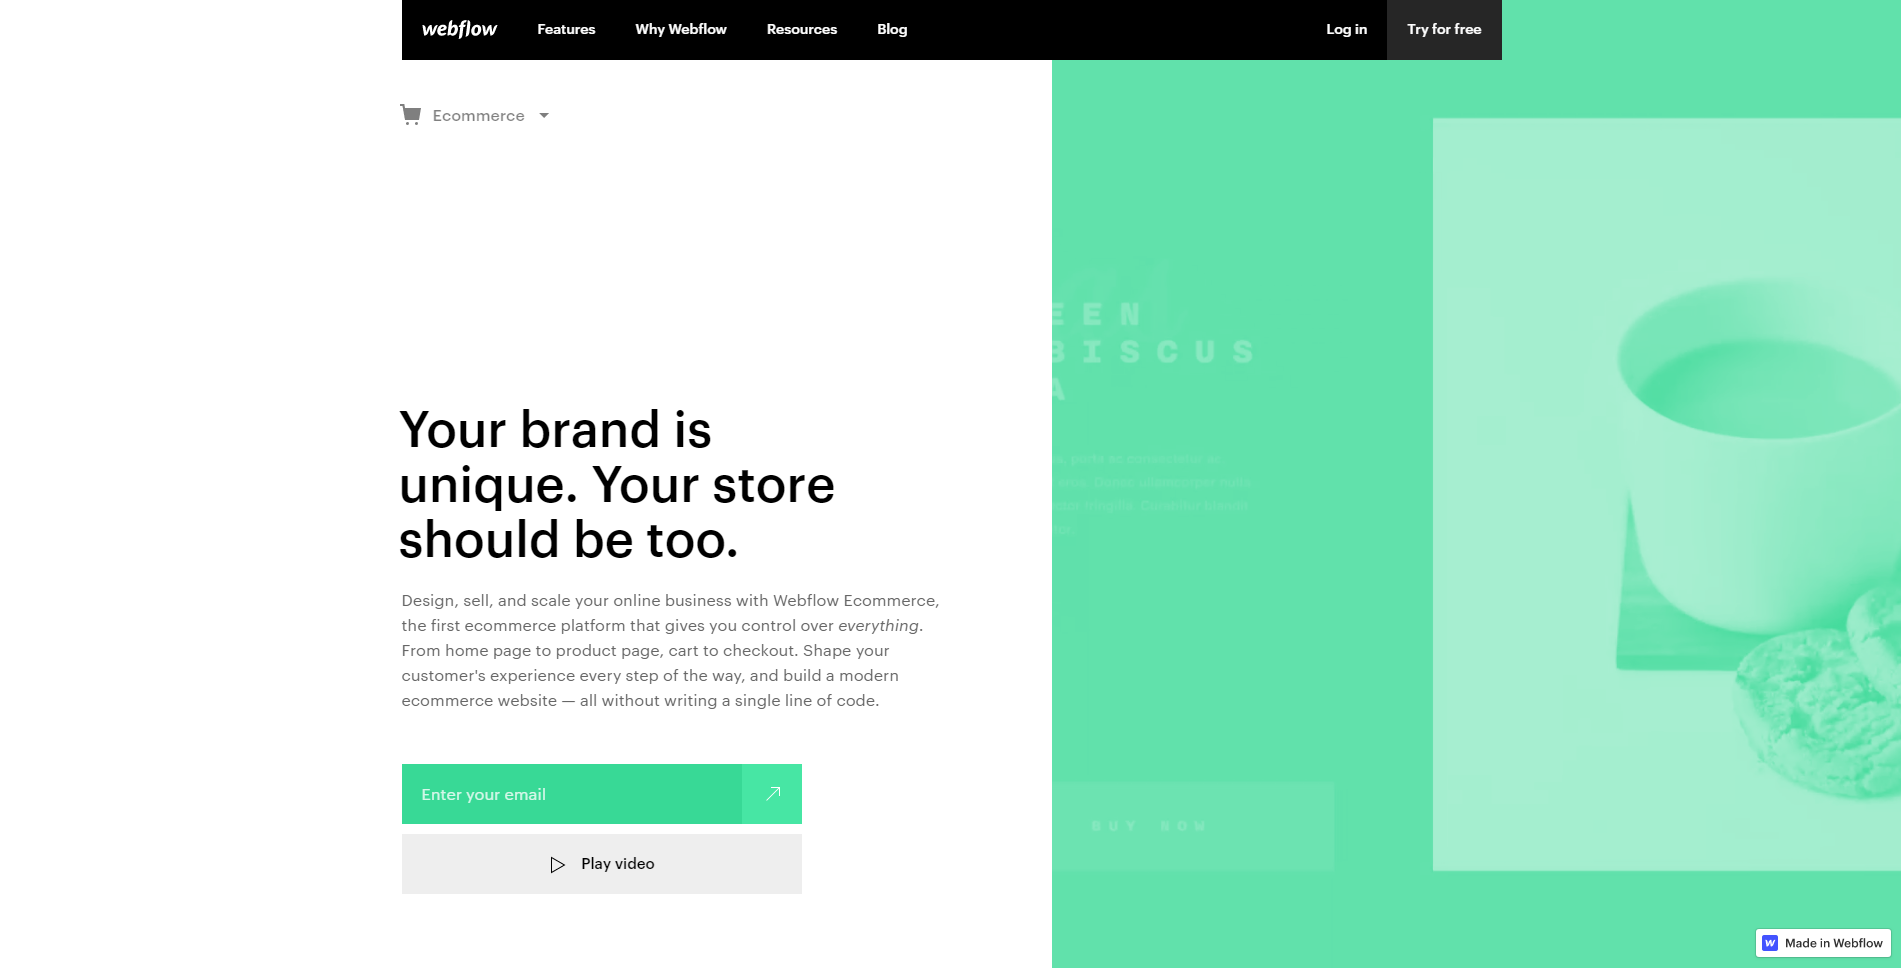 webflow
Features
Why Webflow
Resources
Blog
Log in
Try for free
Ecommerce
Your brand is
unique. Your store
should be too.
Design, sell, and scale your online business with Webflow Ecommerce,
the first ecommerce platform that gives you control over everything.
From home page to product page, cart to checkout. Shape your
customer's experience every step of the way, and build a modern
ecommerce website — all without writing a single line of code.
Enter your email
Play video
EEN
BISCUS
A
BUY NOW
W Made in Webflow